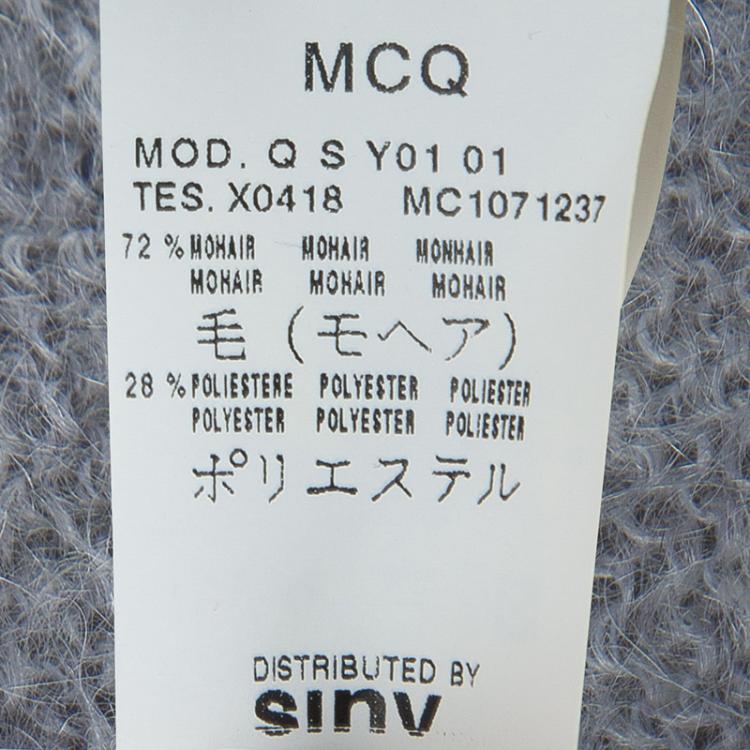 MCQ
MOD. Q S Y01 01
TES. X0418 MC1071237
72 % MOHAIR MOHAIR MONHAIR
MOHAIR MOHAIR MOHAIR
毛 (モヘア)
28 % POLIESTERE POLYESTER POLIESTER
POLYESTER POLYESTER POLIESTER
ポリエステル
DISTRIBUTED BY
sinv